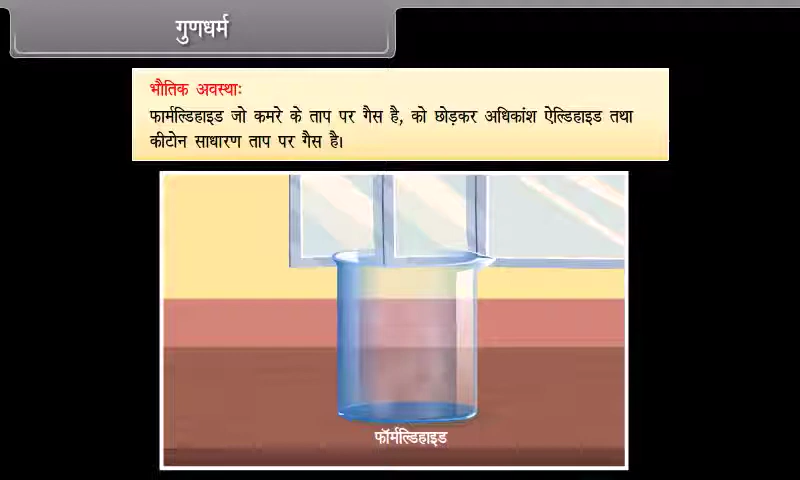 गुणधर्म
भौतिक अवस्था:
फार्मल्डिहाइड जो कमरे के ताप पर गैस है, को छोड़कर अधिकांश ऐल्डिहाइड तथा
कीटोन साधारण ताप पर गैस है।
फॉर्मल्डिहाइड